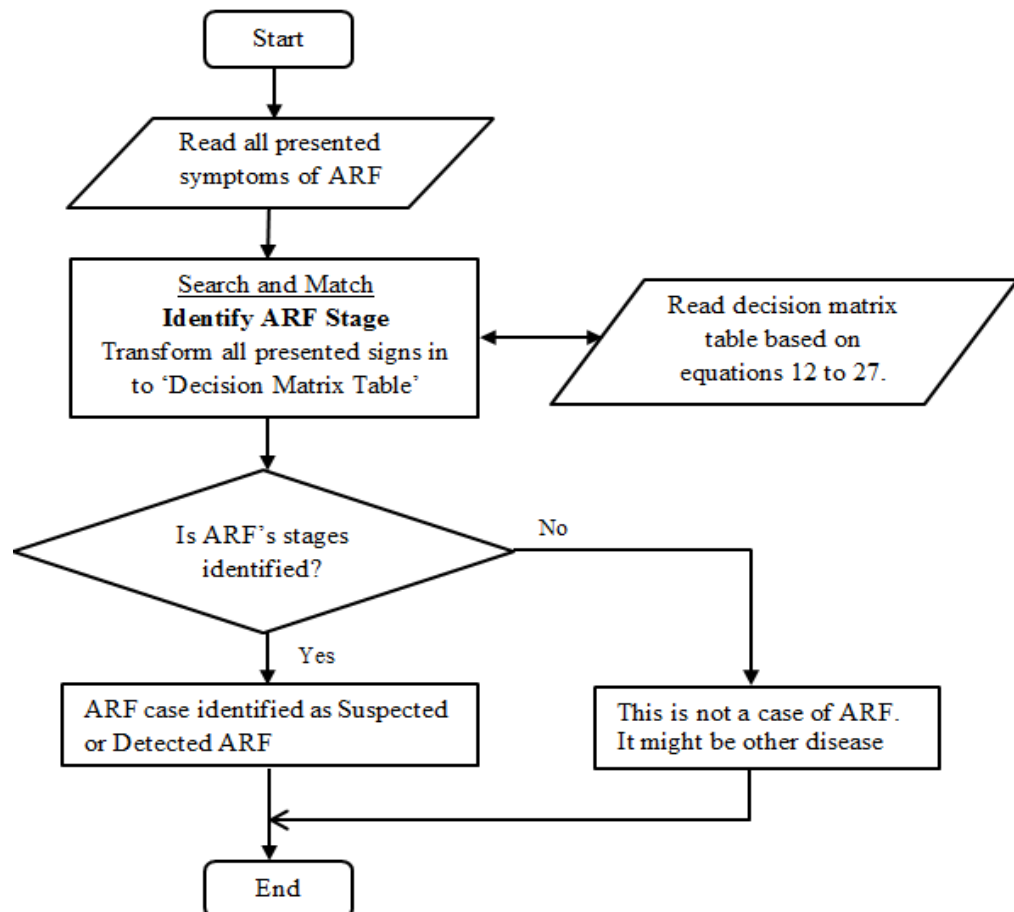 Start
Read all presented
symptoms of ARF
Search and Match
Identify ARF Stage
Transform all presented signs in
to ‘Decision Matrix Table’
Read decision matrix
table based on
equations 12 to 27.
Is ARF’s stages
identified?
No
Yes
ARF case identified as Suspected
or Detected ARF
This is not a case of ARF.
It might be other disease
End